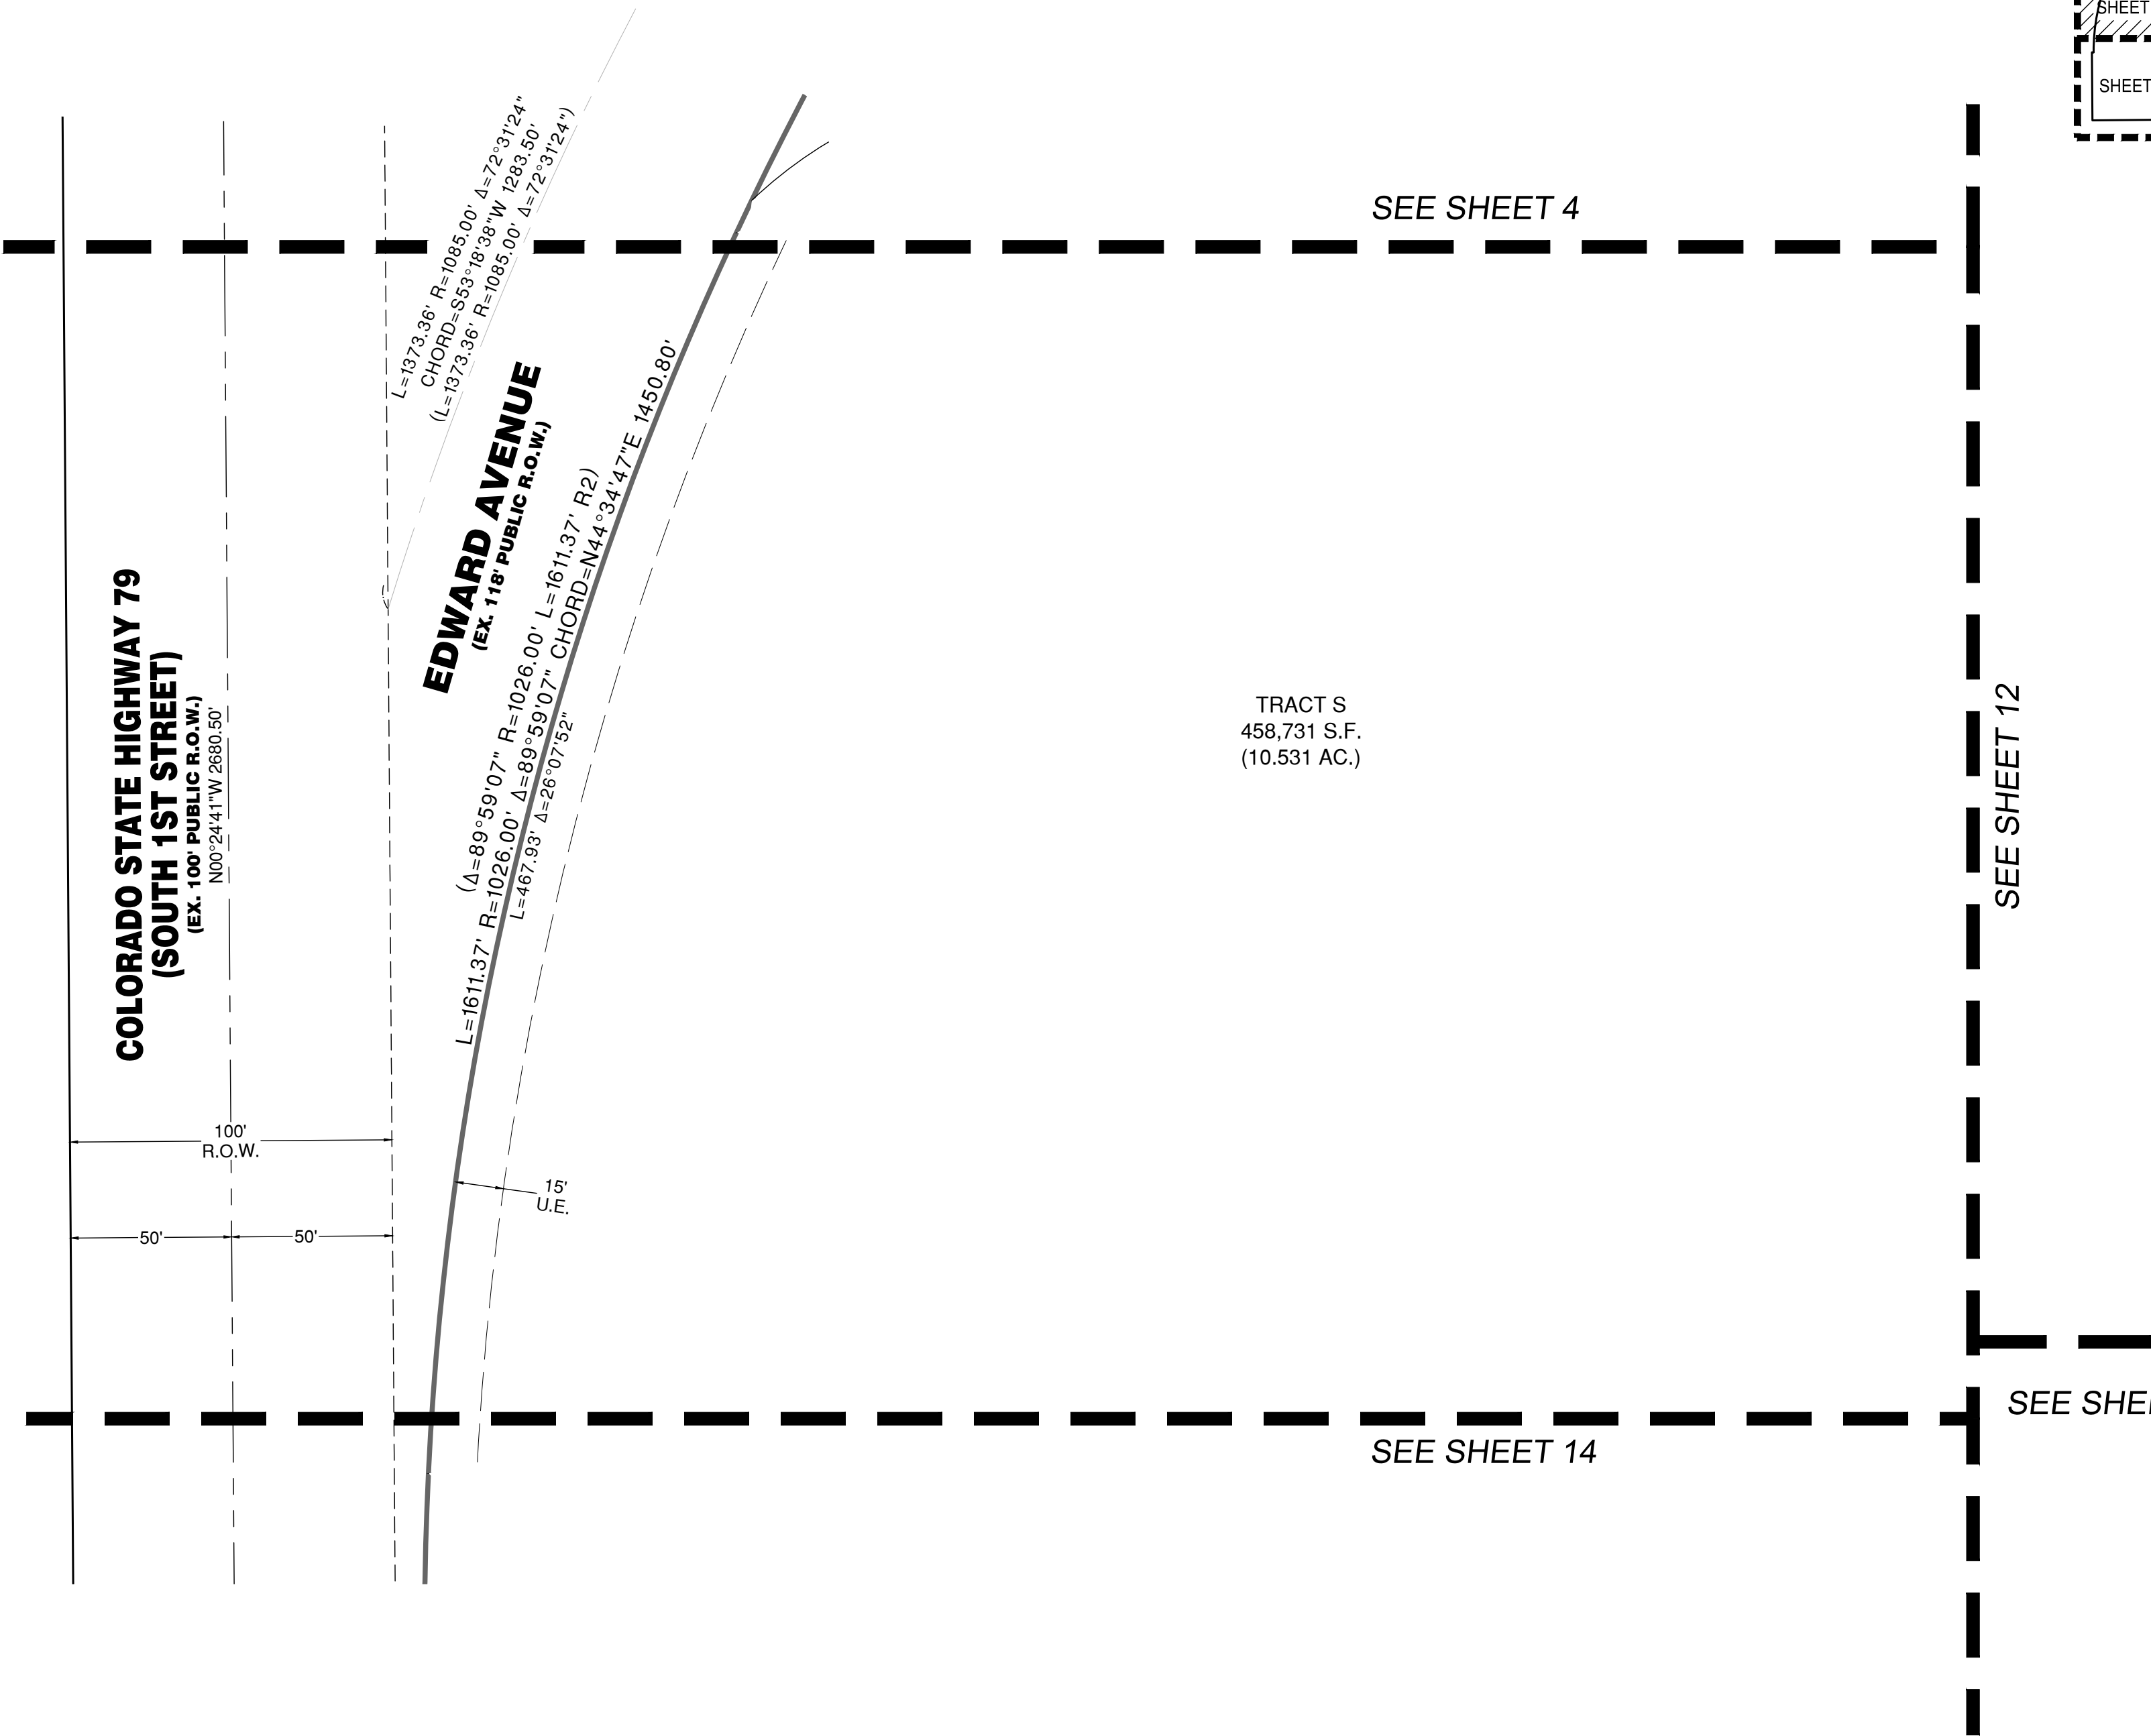 SHEET
SHEET
L=1373.36' R=1085.00' Δ=72°31'24"
CHORD=S53°18'38"W 1283.50'
(L=1373.36' R=1085.00' Δ=72°31'24")
SEE SHEET 4
EDWARD AVENUE
(EX. 118' PUBLIC R.O.W.)
(Δ=89°59'07" R=1026.00' L=1611.37' R2)
L=1611.37' R=1026.00' Δ=89°59'07" CHORD=N44°34'47"E 1450.80'
L=467.93' Δ=26°07'52"
COLORADO STATE HIGHWAY 79
(SOUTH 1ST STREET)
(EX. 100' PUBLIC R.O.W.)
N00°24'41"W 2680.50'
TRACT S
458,731 S.F.
(10.531 AC.)
SEE SHEET 12
100'
R.O.W.
15'
U.E.
50'
50'
SEE SHEET 14
SEE